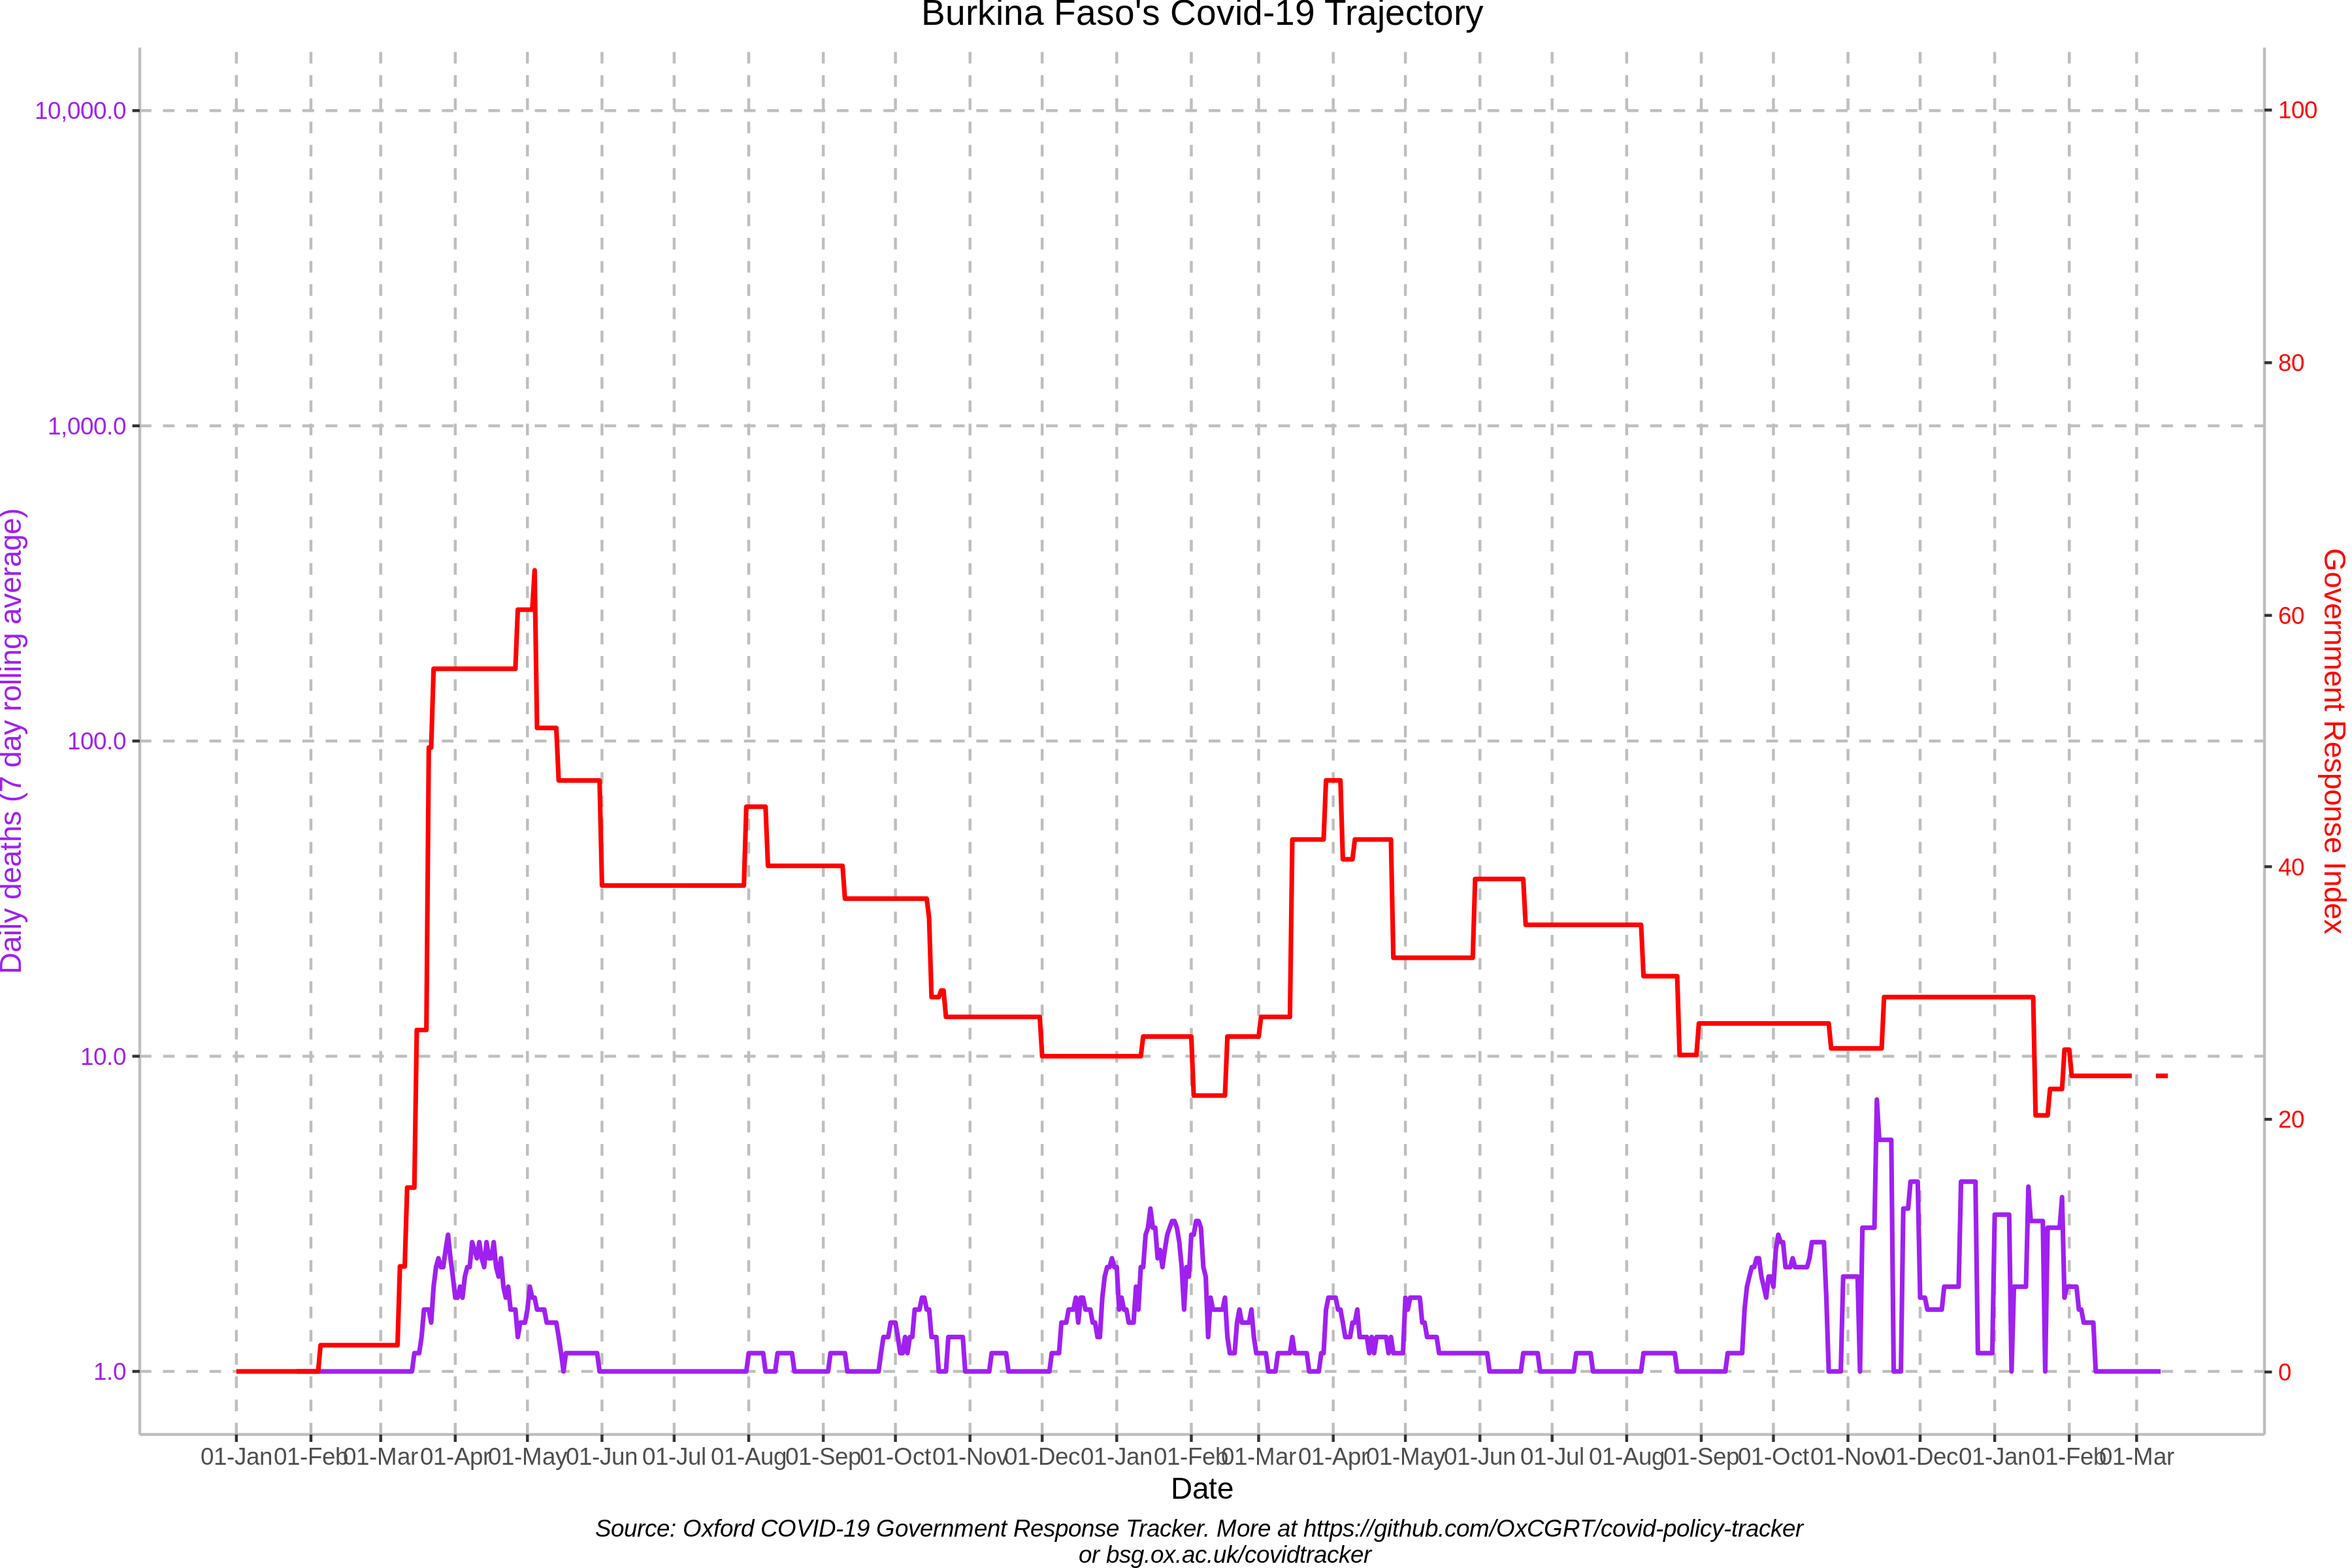 Burkina Faso's Covid-19 Trajectory
10,000.0
1,000.0
100.0
10.0
1.0
Daily deaths (7 day rolling average)
100
80
60
40
20
0
Government Response Index
01-Jan 01-Feb 01-Mar 01-Apr 01-May 01-Jun 01-Jul 01-Aug 01-Sep 01-Oct 01-Nov 01-Dec 01-Jan 01-Feb 01-Mar 01-Apr 01-May 01-Jun 01-Jul 01-Aug 01-Sep 01-Oct 01-Nov 01-Dec 01-Jan 01-Feb 01-Mar
Date
Source: Oxford COVID-19 Government Response Tracker. More at https://github.com/OxCGRT/covid-policy-tracker
or bsg.ox.ac.uk/covidtracker